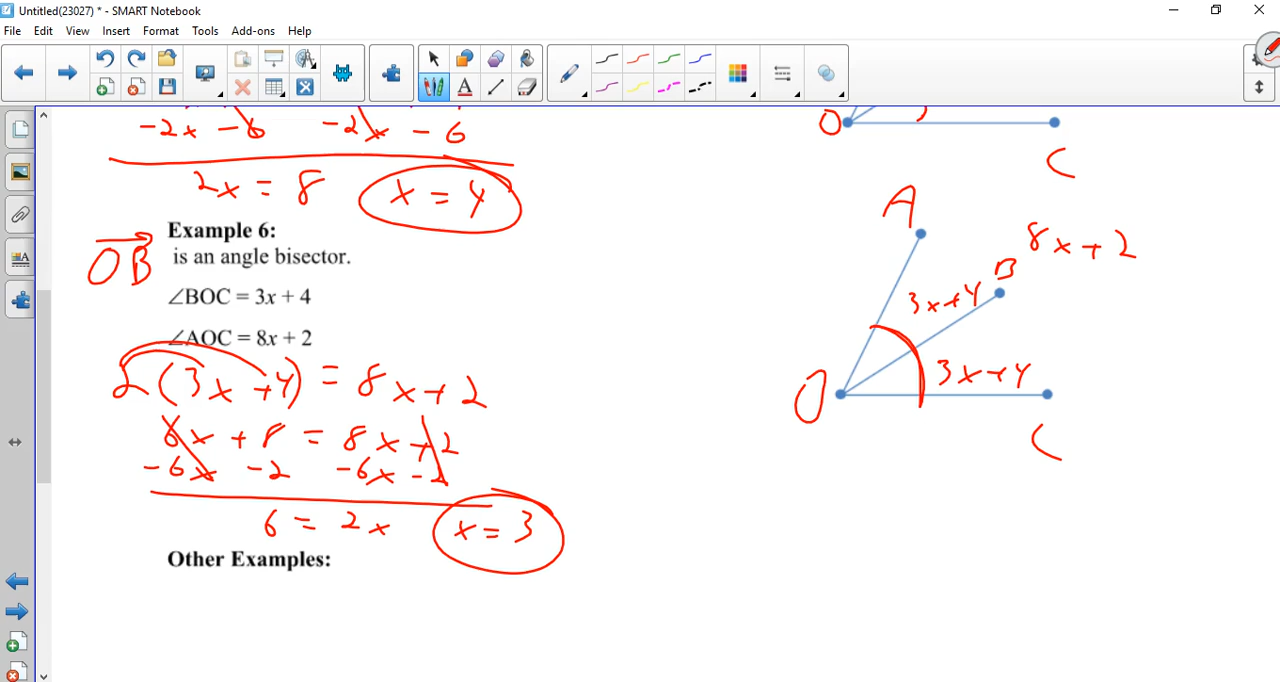 Untitled(23027) * - SMART Notebook
File Edit View Insert Format Tools Add-ons Help
-2x - 6 -2x - 6
2x = 8 x = 4
O
C
OB
Example 6:
is an angle bisector.
∠BOC = 3x + 4
∠AOC = 8x + 2
2(3x + 4) = 8x + 2
6x + 8 = 8x + 2
-6x -2 -6x -2
6 = 2x x = 3
Other Examples:
A
B
8x + 2
3x+4
3x+4
O
C